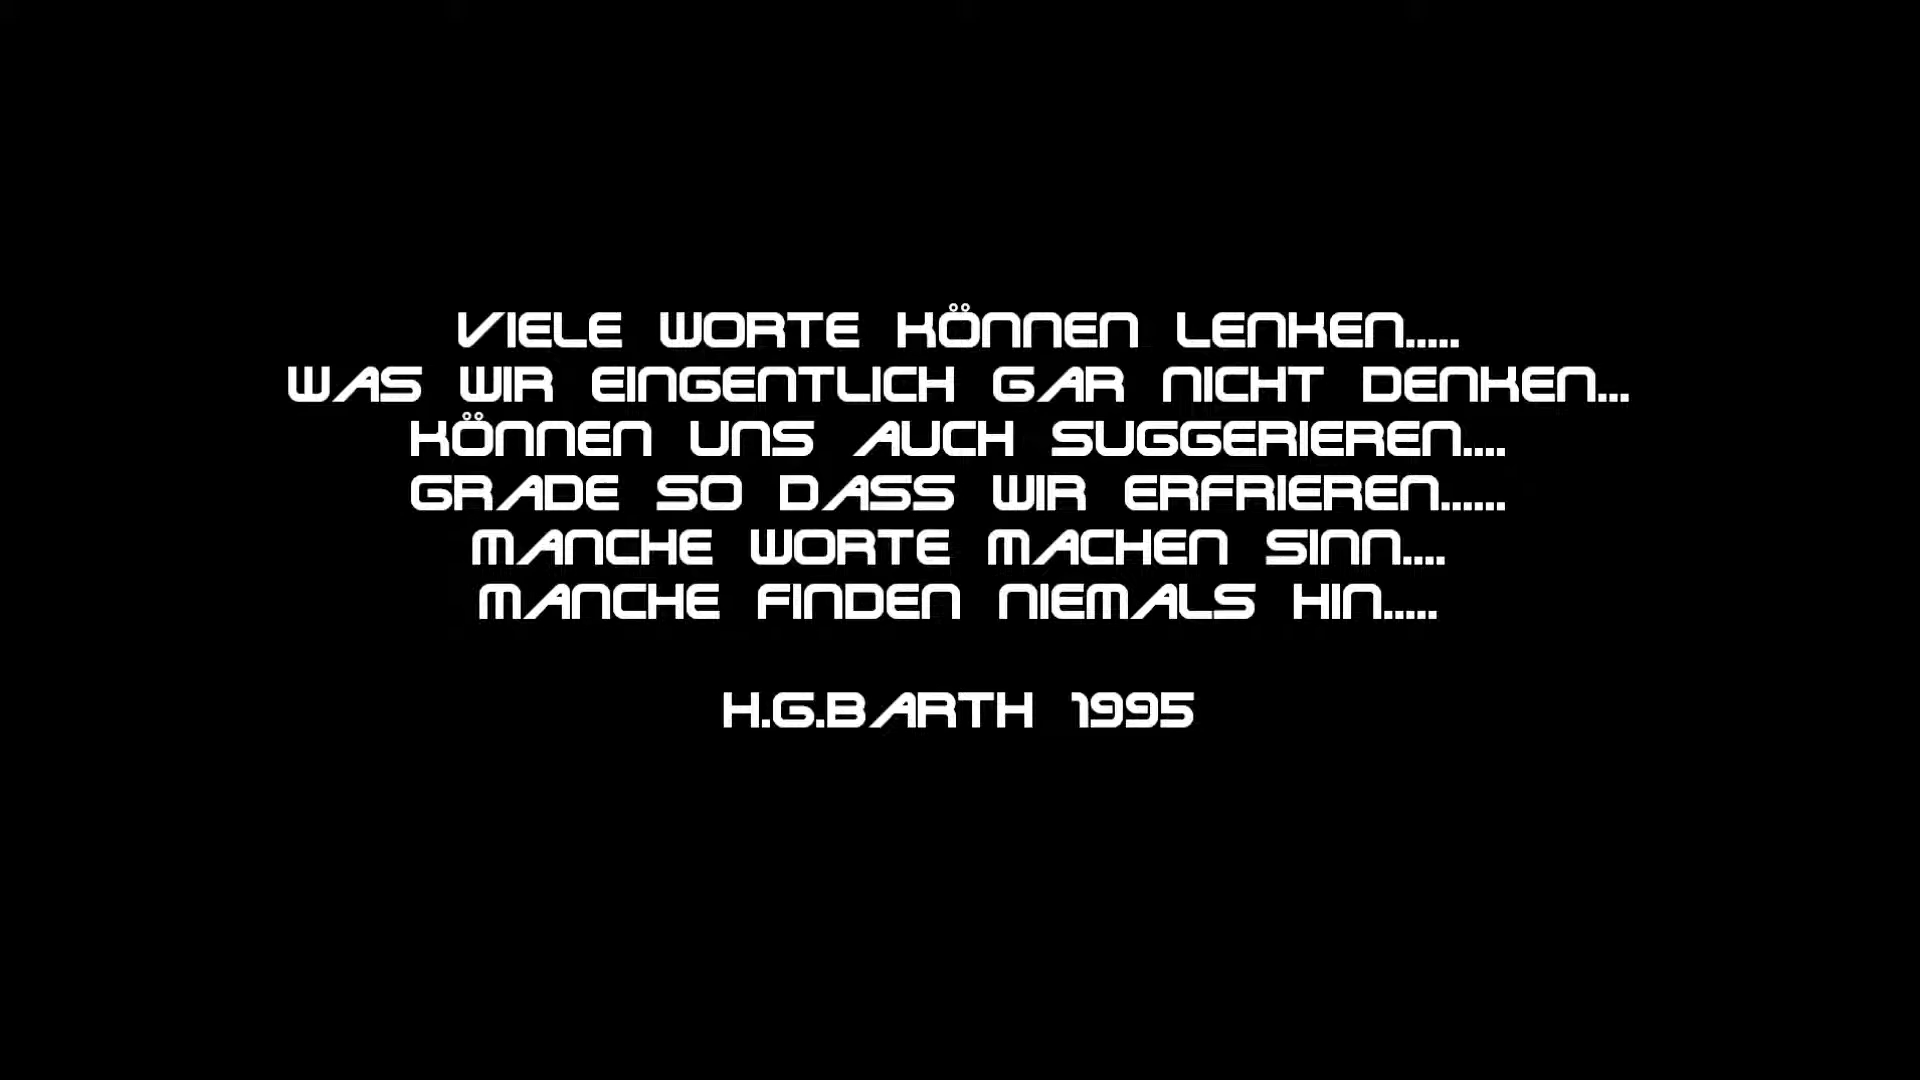 VIELE WORTE KÖNNEN LENKEN.....
WAS WIR EINGENTLICH GAR NICHT DENKEN...
KÖNNEN UNS AUCH SUGGERIEREN....
GRADE SO DASS WIR ERFRIEREN......
MANCHE WORTE MACHEN SINN....
MANCHE FINDEN NIEMALS HIN.....
H.G.BARTH 1995